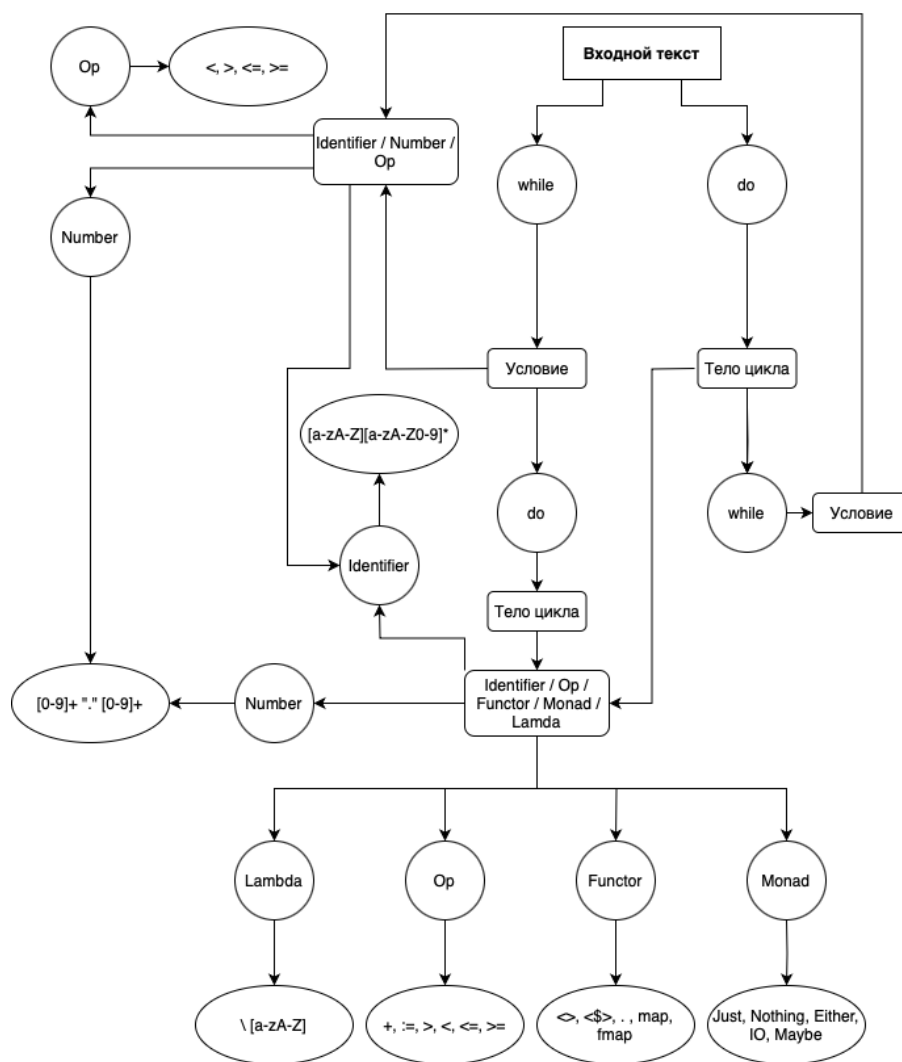 Входной текст
Op
<, >, <=, >=
Identifier / Number /
Op
while
do
Number
Условие
Тело цикла
[a-zA-Z][a-zA-Z0-9]*
do
while
Условие
Identifier
Тело цикла
Identifier / Op /
Functor / Monad /
Lamda
[0-9]+ "." [0-9]+
Number
Lambda
Op
Functor
Monad
\ [a-zA-Z]
+, :=, >, <, <=, >=
<>, <$>, . , map,
fmap
Just, Nothing, Either,
IO, Maybe